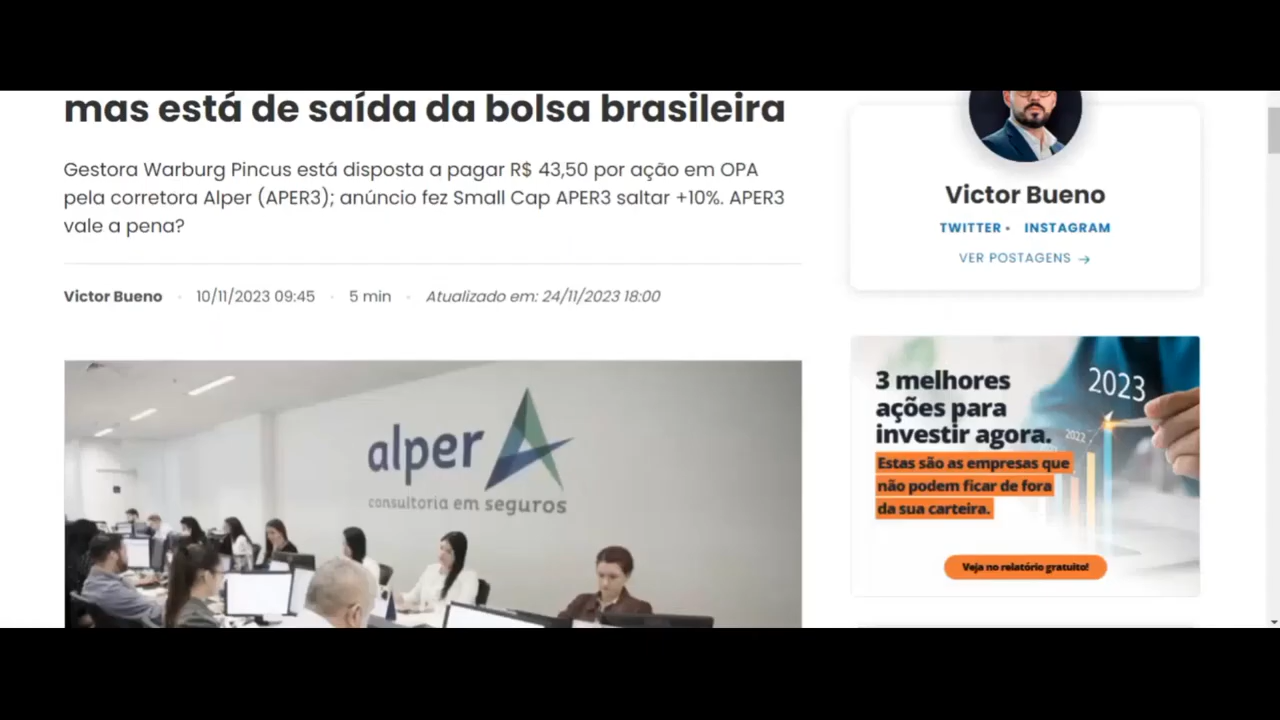 mas está de saída da bolsa brasileira
Gestora Warburg Pincus está disposta a pagar R$ 43,50 por ação em OPA
pela corretora Alper (APER3); anúncio fez Small Cap APER3 saltar +10%. APER3
vale a pena?
Victor Bueno • 10/11/2023 09:45 • 5 min • Atualizado em: 24/11/2023 18:00
alper
consultoria em seguros
Victor Bueno
TWITTER • INSTAGRAM
VER POSTAGENS →
3 melhores
ações para
investir agora.
Estas são as empresas que
não podem ficar de fora
da sua carteira.
2023
2022
Veja no relatório gratuito!